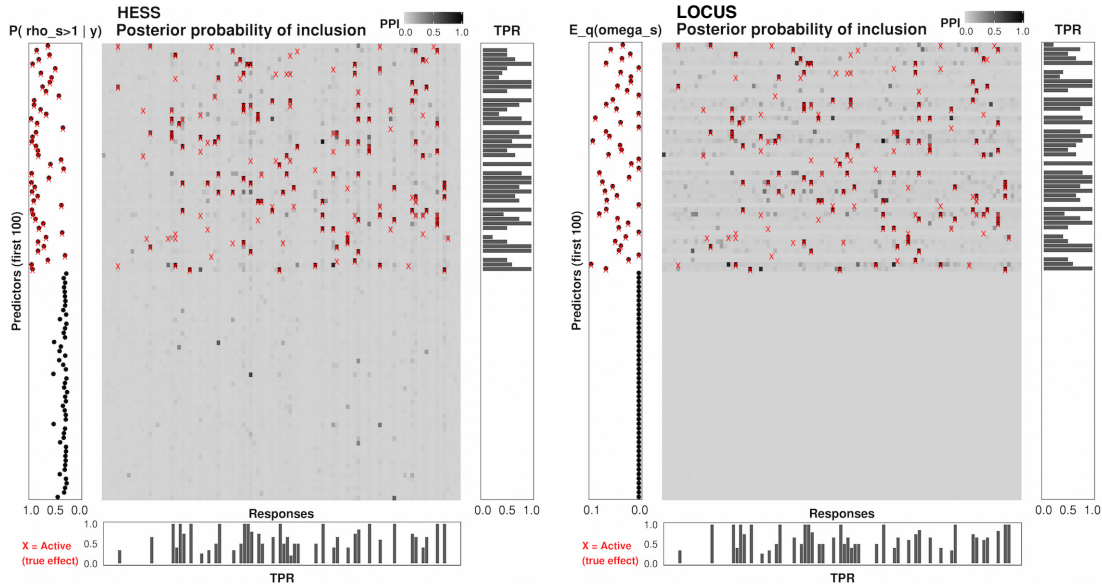 HESS
PPI
0.0 0.5 1.0
P( rho_s>1 | y)
Posterior probability of inclusion
TPR
Predictors (first 100)
1.0 0.5 0.0
0.0 0.5 1.0
Responses
X = Active
(true effect)
1.0
0.5
0.0
TPR
LOCUS
PPI
0.0 0.5 1.0
E_q(omega_s)
Posterior probability of inclusion
TPR
Predictors (first 100)
0.1 0.0
0.0 0.5 1.0
Responses
X = Active
(true effect)
1.0
0.5
0.0
TPR